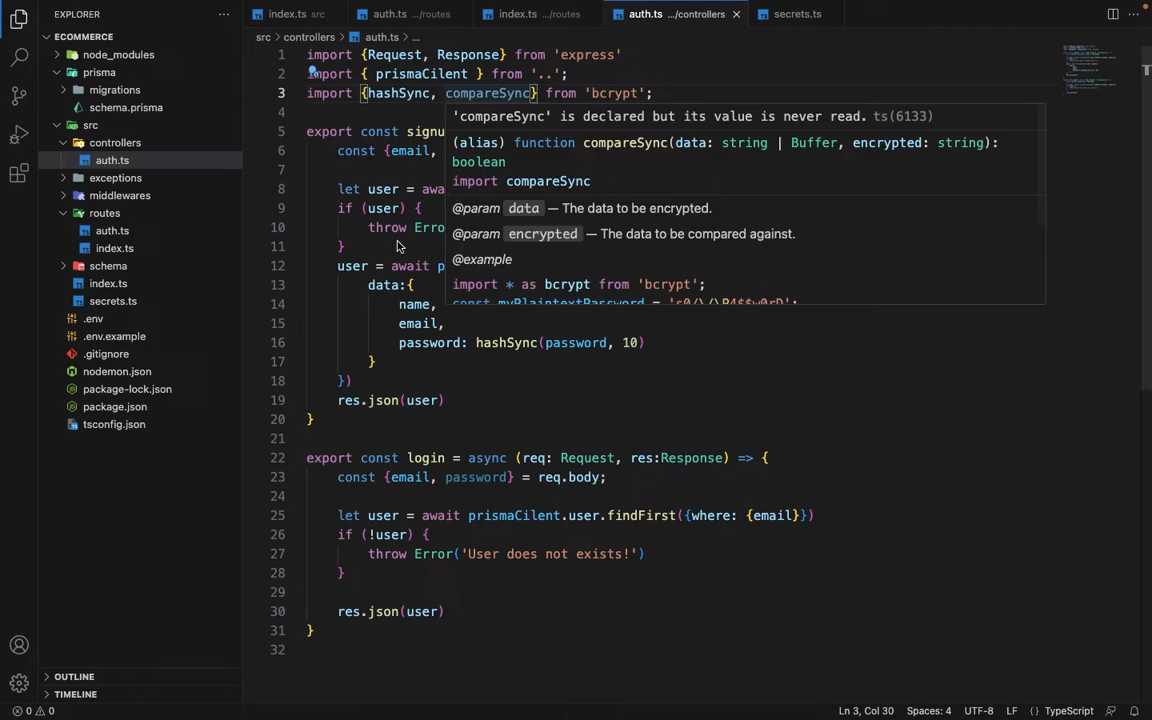 EXPLORER ···
index.ts src
auth.ts .../routes
index.ts .../routes
auth.ts .../controllers
secrets.ts
ECOMMERCE
node_modules
prisma
migrations
schema.prisma
src
controllers
auth.ts
exceptions
middlewares
routes
auth.ts
index.ts
schema
index.ts
secrets.ts
.env
.env.example
.gitignore
nodemon.json
package-lock.json
package.json
tsconfig.json
OUTLINE
TIMELINE
src > controllers > auth.ts > ...
1 import {Request, Response} from 'express'
2 import { prismaCilent } from '..';
3 import {hashSync, compareSync} from 'bcrypt';
4
5 export const signu
6 const {email,
7
8 let user = awa
9 if (user) {
10 throw Erro
11 }
12 user = await p
13 data:{
14 name,
15 email,
16 password: hashSync(password, 10)
17 }
18 })
19 res.json(user)
20 }
21
22 export const login = async (req: Request, res:Response) => {
23 const {email, password} = req.body;
24
25 let user = await prismaCilent.user.findFirst({where: {email}})
26 if (!user) {
27 throw Error('User does not exists!')
28 }
29
30 res.json(user)
31 }
32
'compareSync' is declared but its value is never read. ts(6133)
(alias) function compareSync(data: string | Buffer, encrypted: string):
boolean
import compareSync
@param data — The data to be encrypted.
@param encrypted — The data to be compared against.
@example
import * as bcrypt from 'bcrypt';
const myPlaintextPassword = 's0/\/\P4$$w0rD';
0 0
Ln 3, Col 30 Spaces: 4 UTF-8 LF {} TypeScript